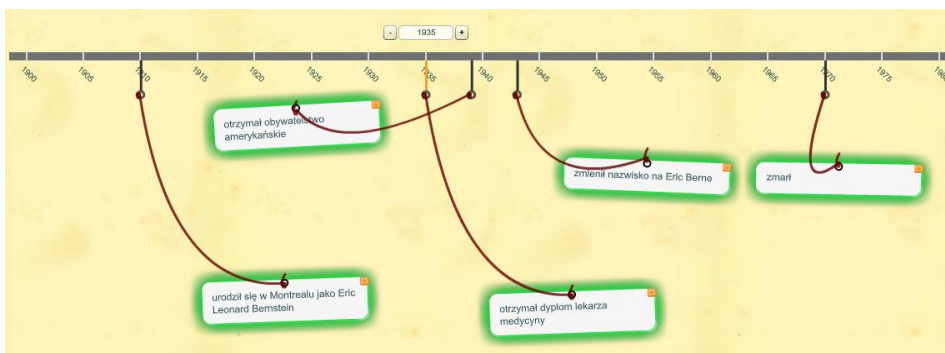 - 1935 +
1900 1905 1910 1915 1920 1925 1930 1935 1940 1945 1950 1955 1960 1965 1970 1975
otrzymał obywatelstwo
amerykańskie
zmienił nazwisko na Eric Berne
zmarł
urodził się w Montrealu jako Eric
Leonard Bernstein
otrzymał dyplom lekarza
medycyny